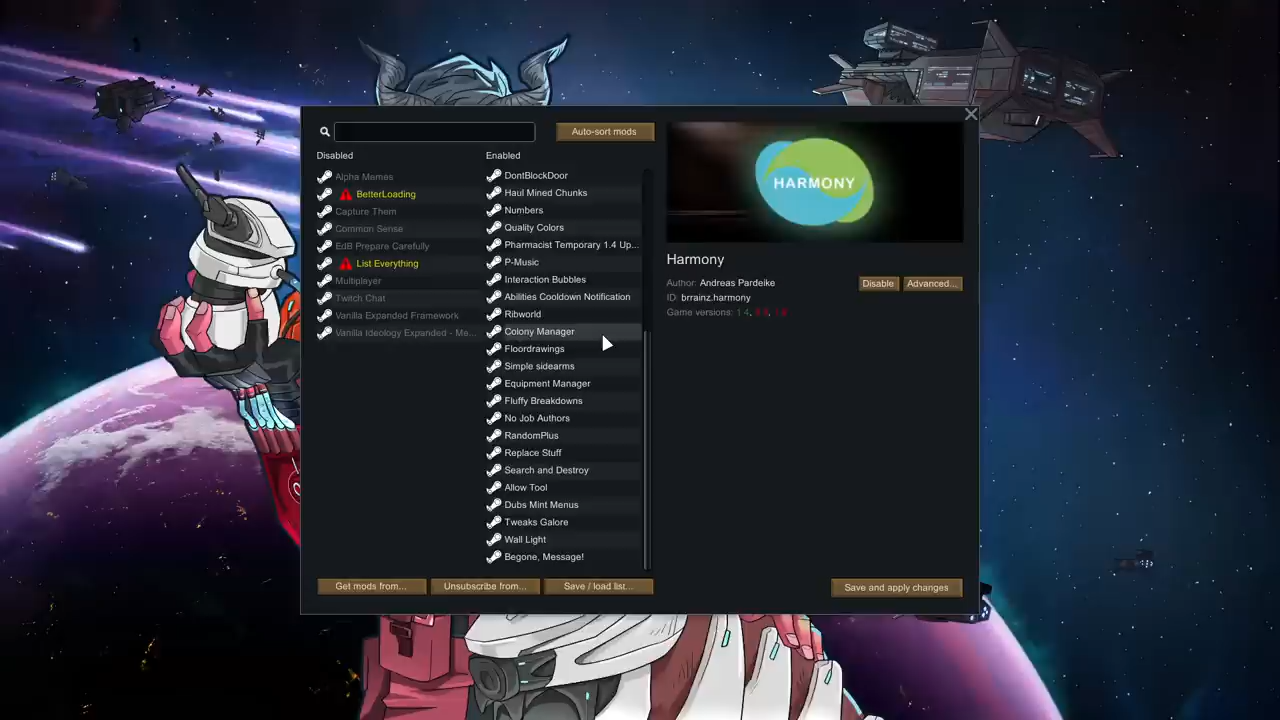 Auto-sort mods
Disabled
Alpha Memes
BetterLoading
Capture Them
Common Sense
EdB Prepare Carefully
List Everything
Multiplayer
Twitch Chat
Vanilla Expanded Framework
Vanilla Ideology Expanded - Me...
Enabled
DontBlockDoor
Haul Mined Chunks
Numbers
Quality Colors
Pharmacist Temporary 1.4 Up...
P-Music
Interaction Bubbles
Abilities Cooldown Notification
Ribworld
Colony Manager
Floordrawings
Simple sidearms
Equipment Manager
Fluffy Breakdowns
No Job Authors
RandomPlus
Replace Stuff
Search and Destroy
Allow Tool
Dubs Mint Menus
Tweaks Galore
Wall Light
Begone, Message!
HARMONY
Harmony
Author: Andreas Pardeike
Disable
Advanced...
ID: brrainz.harmony
Game versions: 1.4,
Get mods from...
Unsubscribe from...
Save / load list...
Save and apply changes